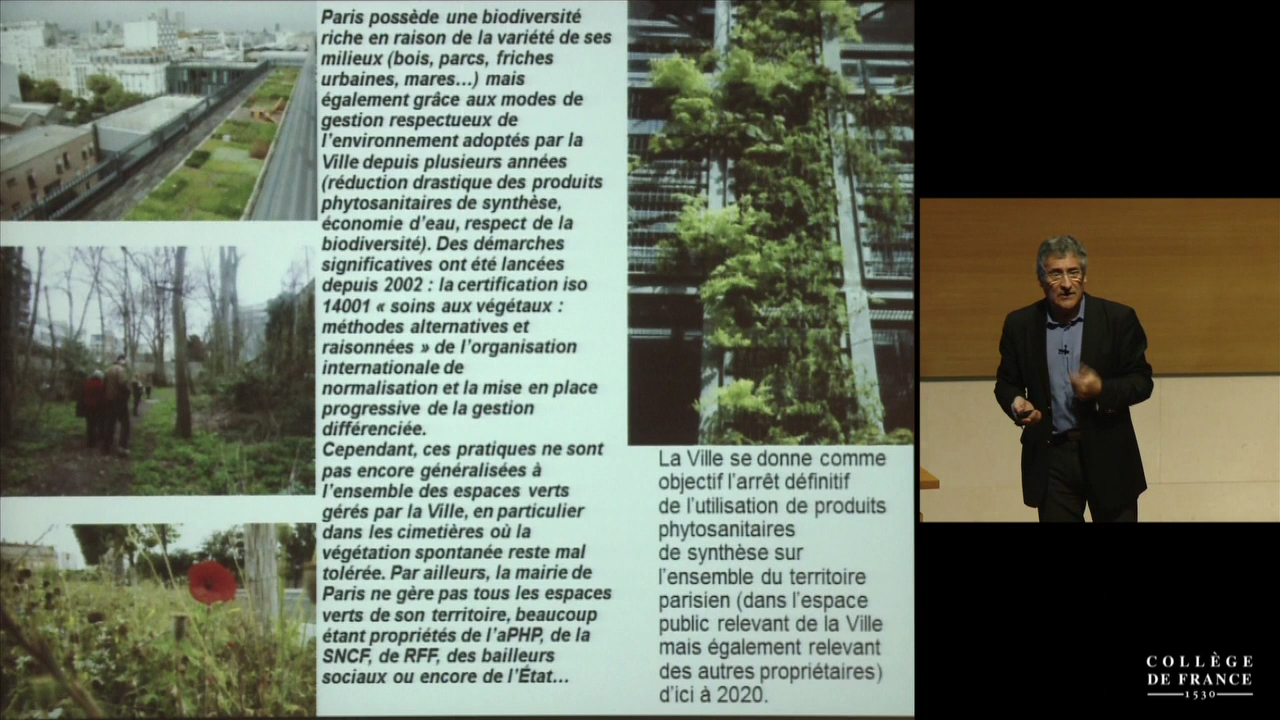 Paris possède une biodiversité
riche en raison de la variété de ses
milieux (bois, parcs, friches
urbaines, mares...) mais
également grâce aux modes de
gestion respectueux de
l'environnement adoptés par la
Ville depuis plusieurs années
(réduction drastique des produits
phytosanitaires de synthèse,
économie d'eau, respect de la
biodiversité). Des démarches
significatives ont été lancées
depuis 2002 : la certification iso
14001 « soins aux végétaux :
méthodes alternatives et
raisonnées » de l'organisation
internationale de
normalisation et la mise en place
progressive de la gestion
différenciée.
Cependant, ces pratiques ne sont
pas encore généralisées à
l'ensemble des espaces verts
gérés par la Ville, en particulier
dans les cimetières où la
végétation spontanée reste mal
tolérée. Par ailleurs, la mairie de
Paris ne gère pas tous les espaces
verts de son territoire, beaucoup
étant propriétés de l'aPHP, de la
SNCF, de RFF, des bailleurs
sociaux ou encore de l'État...
La Ville se donne comme
objectif l'arrêt définitif
de l'utilisation de produits
phytosanitaires
de synthèse sur
l'ensemble du territoire
parisien (dans l'espace
public relevant de la Ville
mais également relevant
des autres propriétaires)
d'ici à 2020.
COLLÈGE
DE FRANCE
1530